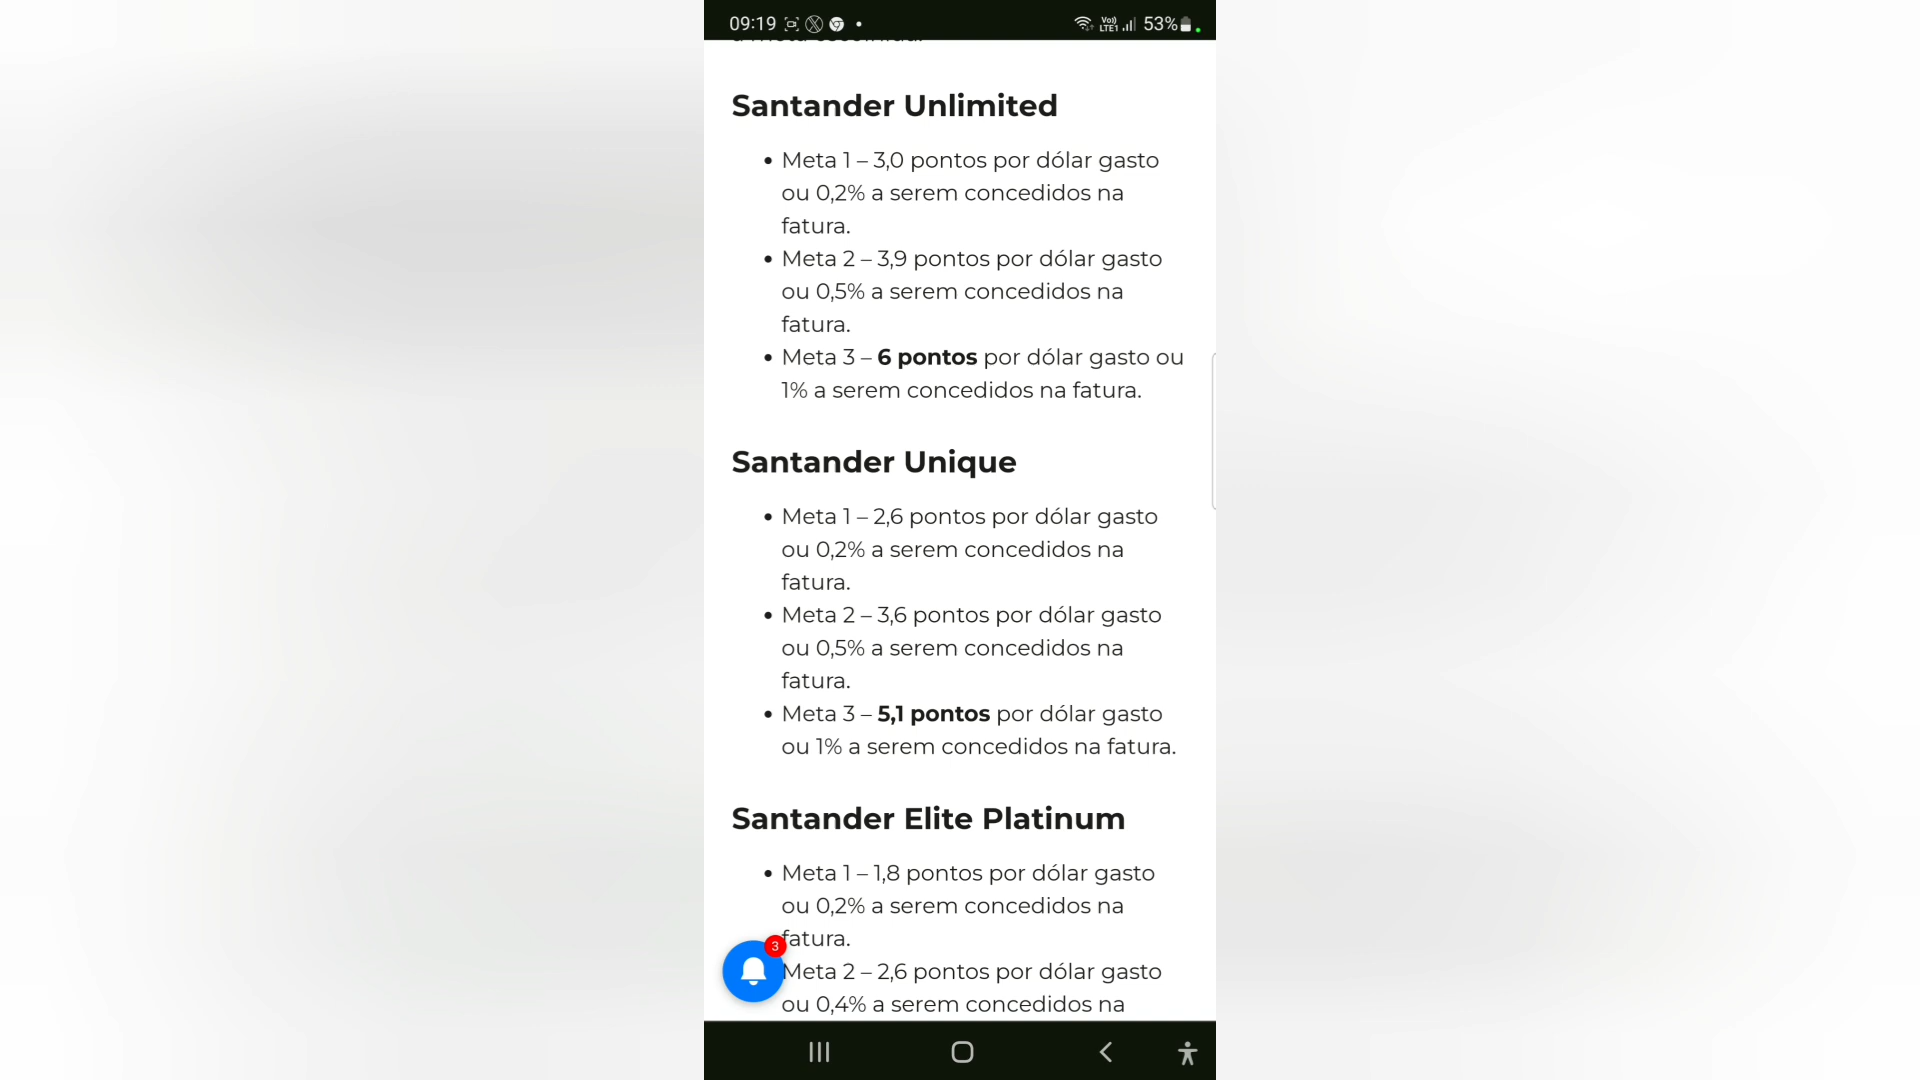 09:19
Vo)) LTE1 53%
Santander Unlimited
• Meta 1 – 3,0 pontos por dólar gasto
ou 0,2% a serem concedidos na
fatura.
• Meta 2 – 3,9 pontos por dólar gasto
ou 0,5% a serem concedidos na
fatura.
• Meta 3 – 6 pontos por dólar gasto ou
1% a serem concedidos na fatura.
Santander Unique
• Meta 1 – 2,6 pontos por dólar gasto
ou 0,2% a serem concedidos na
fatura.
• Meta 2 – 3,6 pontos por dólar gasto
ou 0,5% a serem concedidos na
fatura.
• Meta 3 – 5,1 pontos por dólar gasto
ou 1% a serem concedidos na fatura.
Santander Elite Platinum
• Meta 1 – 1,8 pontos por dólar gasto
ou 0,2% a serem concedidos na
fatura.
3
Meta 2 – 2,6 pontos por dólar gasto
ou 0,4% a serem concedidos na